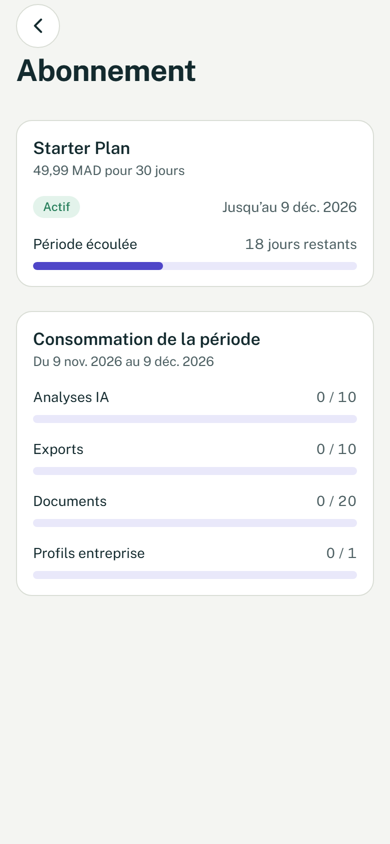 Abonnement
Starter Plan
49,99 MAD pour 30 jours
Actif
Jusqu’au 9 déc. 2026
Période écoulée
18 jours restants
Consommation de la période
Du 9 nov. 2026 au 9 déc. 2026
Analyses IA
0 / 10
Exports
0 / 10
Documents
0 / 20
Profils entreprise
0 / 1